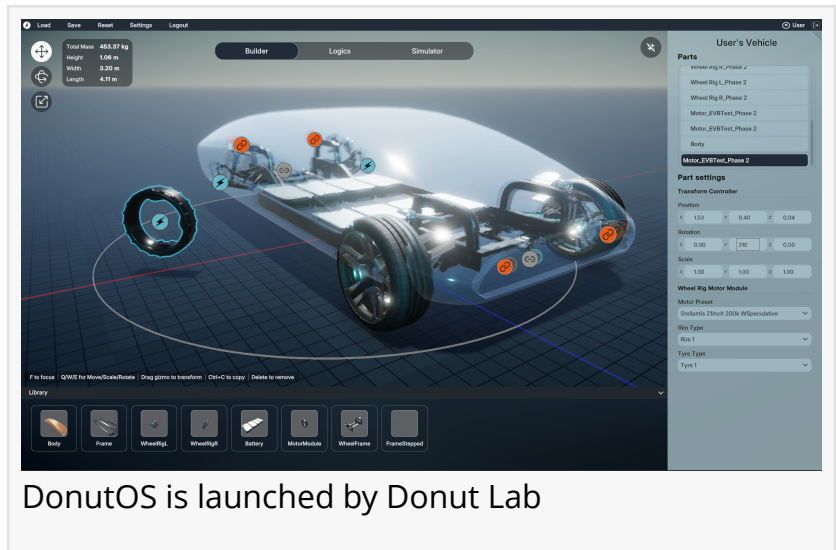 Load Save Reset Settings Logout
User
Total Mass 453.37 kg
Height 1.06 m
Width 3.20 m
Length 4.11 m
Builder Logics Simulator
User's Vehicle
Parts
Wheel Rig R_Phase 2
Wheel Rig L_Phase 2
Wheel Rig R_Phase 2
Motor_EVBTest_Phase 2
Motor_EVBTest_Phase 2
Body
Motor_EVBTest_Phase 2
Part settings
Transform Controller
Position
X 1.53 Y 0.40 Z 0.04
Rotation
X 0.00 Y 310 Z 0.00
Scale
X 1.00 Y 1.00 Z 1.00
Wheel Rig Motor Module
Motor Preset
Stellantis 21inch 200k WSpeculative
Rim Type
Rim 1
Tyre Type
Tyre 1
F to focus | Q/W/E for Move/Scale/Rotate | Drag gizmo to transform | Ctrl+C to copy | Delete to remove
Library
Body Frame WheelRigL WheelRigR Battery MotorModule WheelFrame FrameStepped
DonutOS is launched by Donut Lab